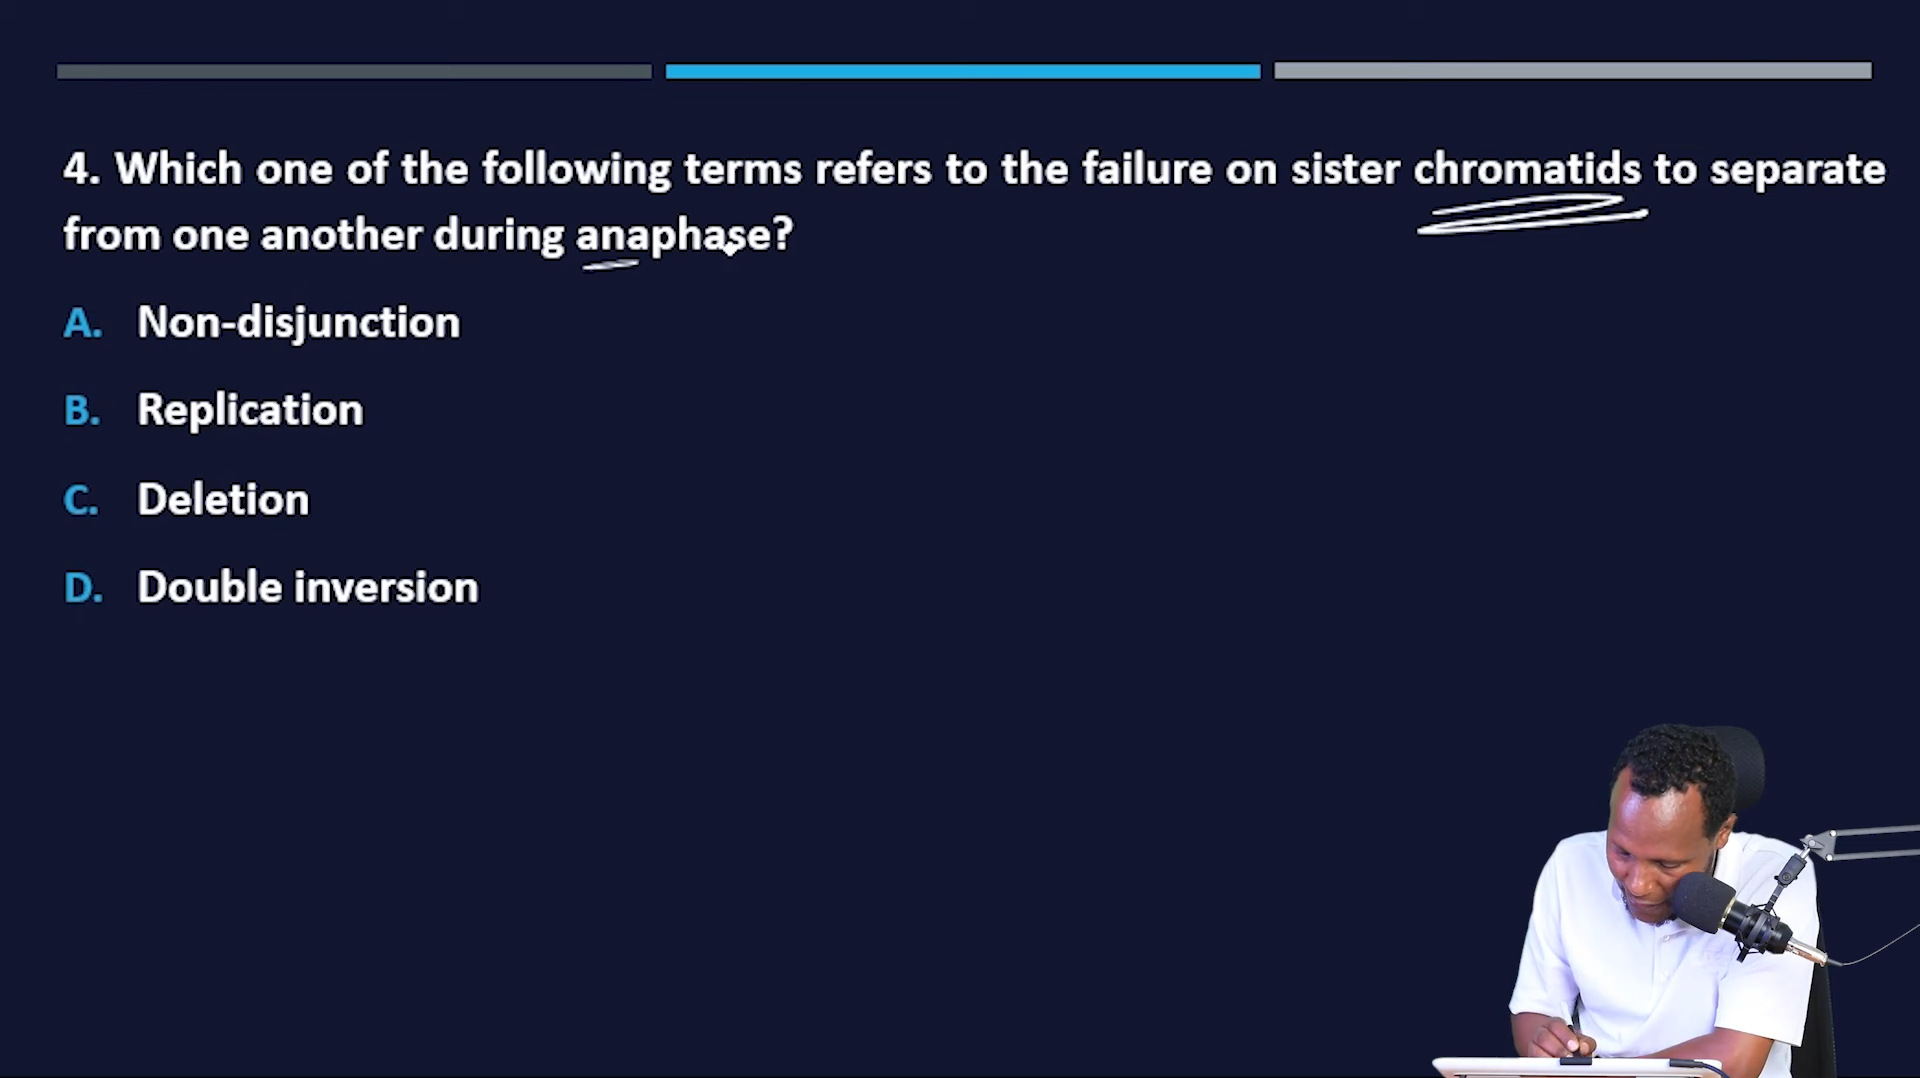 4. Which one of the following terms refers to the failure on sister chromatids to separate
from one another during anaphase?
A. Non-disjunction
B. Replication
C. Deletion
D. Double inversion